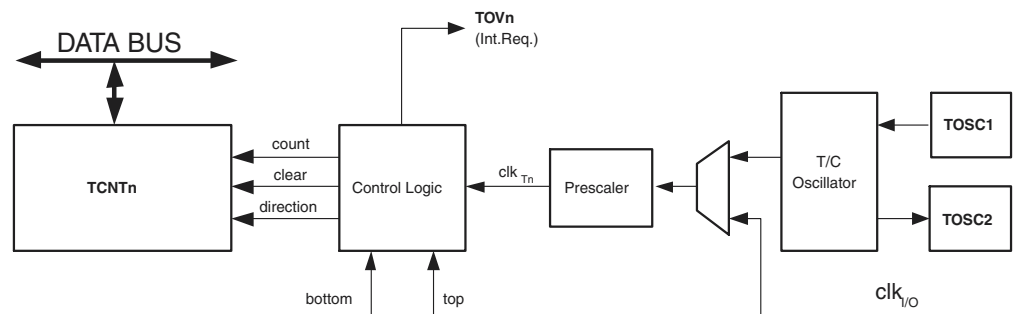 TOVn
(Int.Req.)
DATA BUS
TOSC1
count
T/C
Oscillator
TCNTn
clear
Control Logic
clk Tn
Prescaler
direction
TOSC2
bottom
top
clk I/O